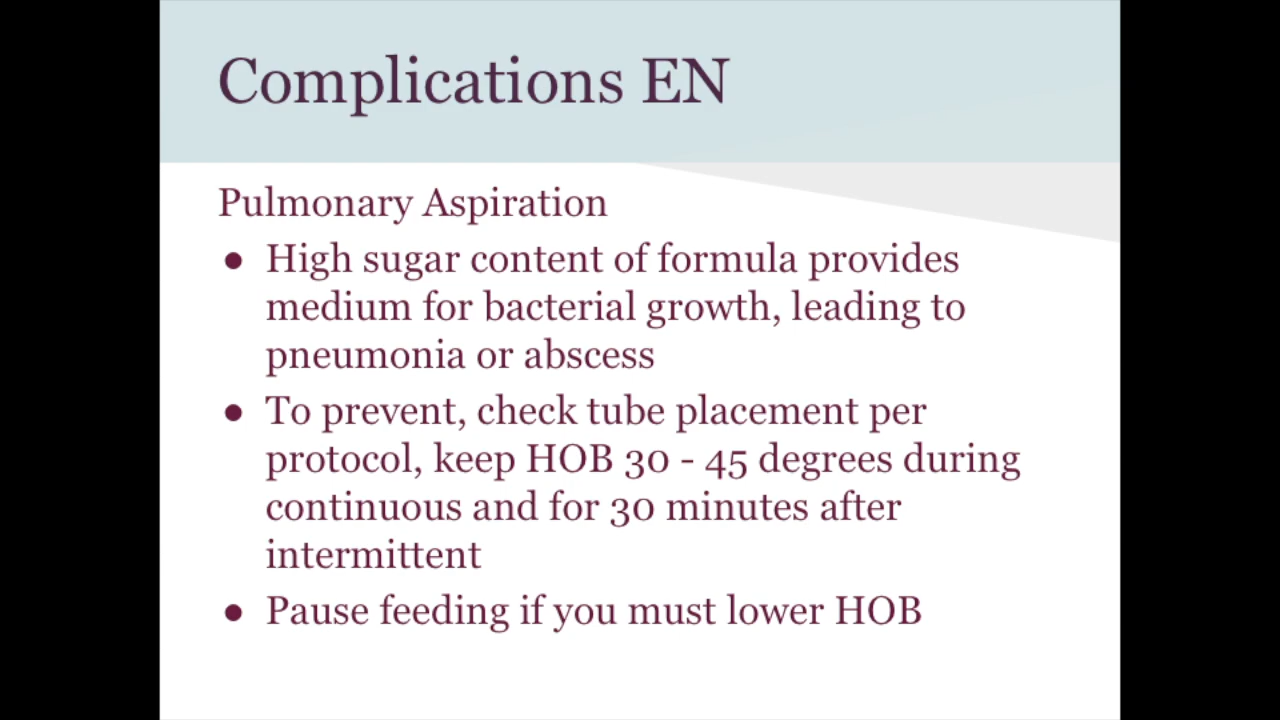 Complications EN
Pulmonary Aspiration
● High sugar content of formula provides
medium for bacterial growth, leading to
pneumonia or abscess
● To prevent, check tube placement per
protocol, keep HOB 30 - 45 degrees during
continuous and for 30 minutes after
intermittent
● Pause feeding if you must lower HOB